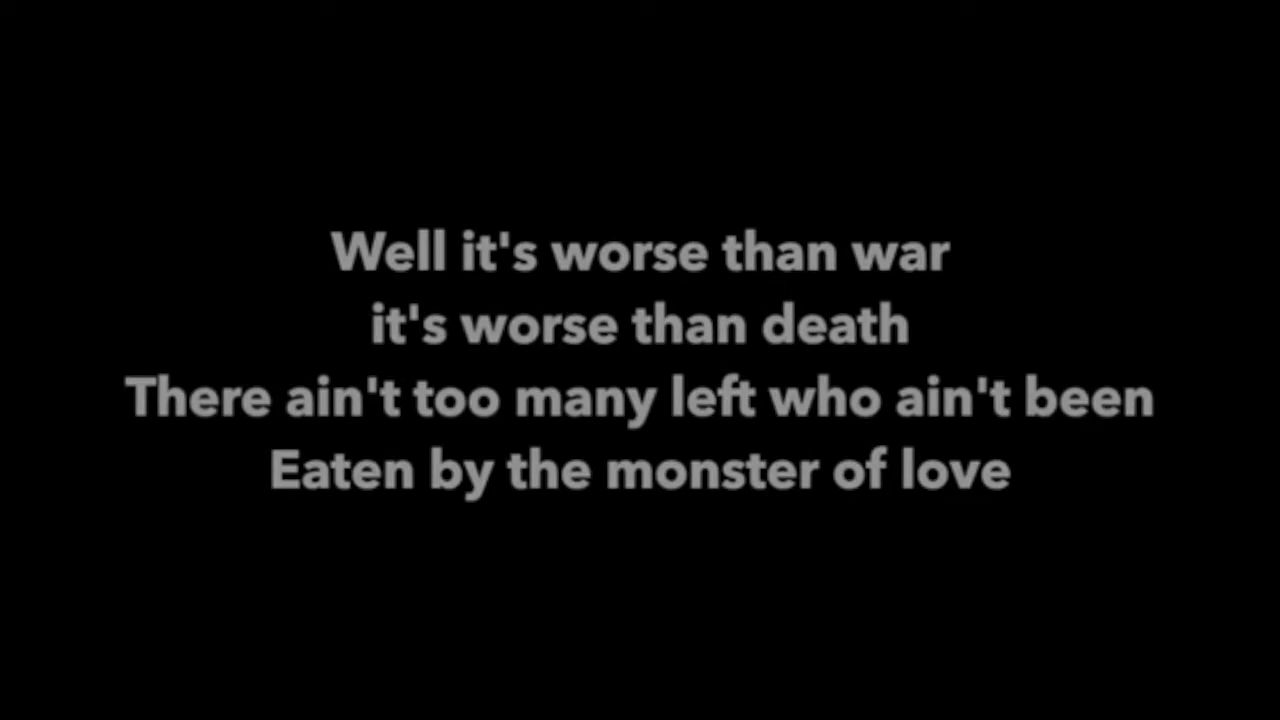 Well it's worse than war
it's worse than death
There ain't too many left who ain't been
Eaten by the monster of love